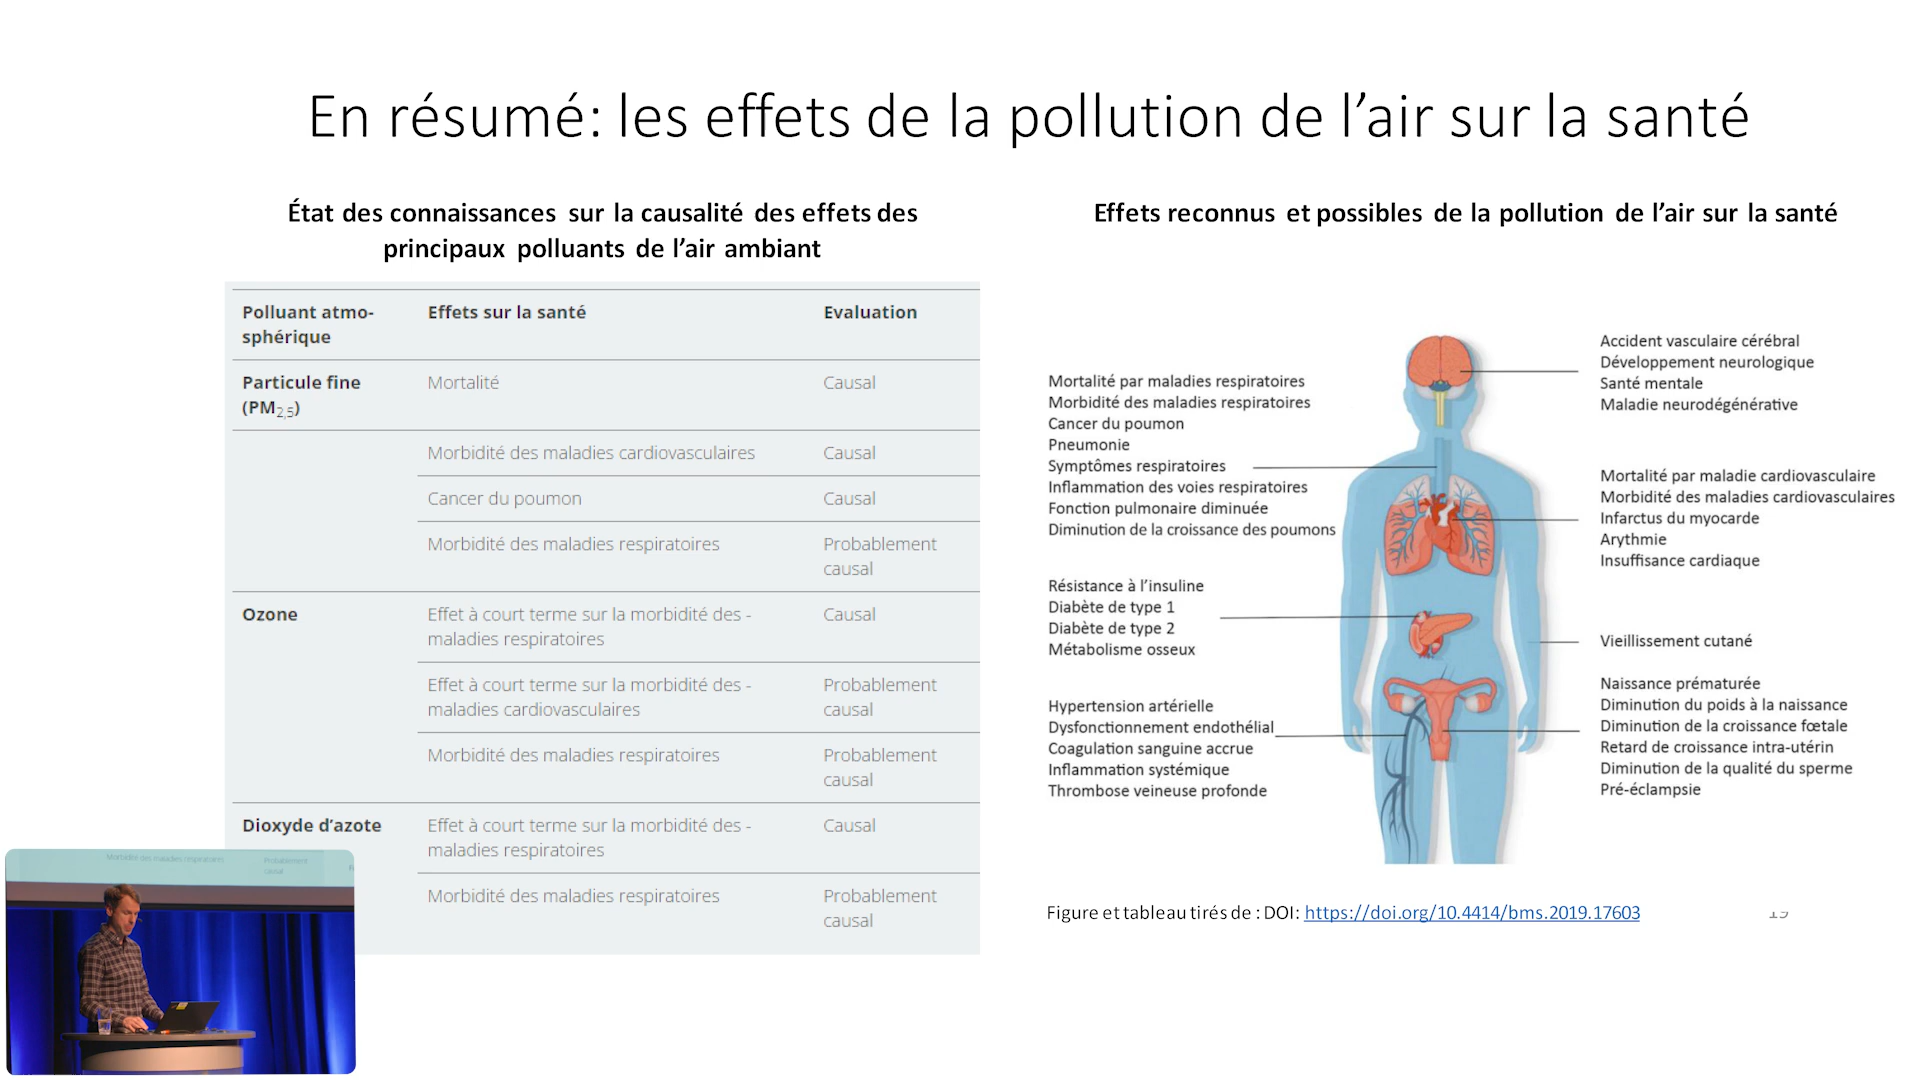 En résumé: les effets de la pollution de l’air sur la santé
État des connaissances sur la causalité des effets des
principaux polluants de l’air ambiant
Polluant atmo-
sphérique
Effets sur la santé
Evaluation
Particule fine
(PM2,5)
Mortalité
Causal
Morbidité des maladies cardiovasculaires
Causal
Cancer du poumon
Causal
Morbidité des maladies respiratoires
Probablement
causal
Ozone
Effet à court terme sur la morbidité des -
maladies respiratoires
Causal
Effet à court terme sur la morbidité des -
maladies cardiovasculaires
Probablement
causal
Morbidité des maladies respiratoires
Probablement
causal
Dioxyde d’azote
Effet à court terme sur la morbidité des -
maladies respiratoires
Causal
Morbidité des maladies respiratoires
Probablement
causal
Effets reconnus et possibles de la pollution de l’air sur la santé
Mortalité par maladies respiratoires
Morbidité des maladies respiratoires
Cancer du poumon
Pneumonie
Symptômes respiratoires
Inflammation des voies respiratoires
Fonction pulmonaire diminuée
Diminution de la croissance des poumons
Résistance à l’insuline
Diabète de type 1
Diabète de type 2
Métabolisme osseux
Hypertension artérielle
Dysfonctionnement endothélial
Coagulation sanguine accrue
Inflammation systémique
Thrombose veineuse profonde
Accident vasculaire cérébral
Développement neurologique
Santé mentale
Maladie neurodégénérative
Mortalité par maladie cardiovasculaire
Morbidité des maladies cardiovasculaires
Infarctus du myocarde
Arythmie
Insuffisance cardiaque
Vieillissement cutané
Naissance prématurée
Diminution du poids à la naissance
Diminution de la croissance fœtale
Retard de croissance intra-utérin
Diminution de la qualité du sperme
Pré-éclampsie
Figure et tableau tirés de : DOI: https://doi.org/10.4414/bms.2019.17603
Morbidité des maladies respiratoires
Probablement
causal